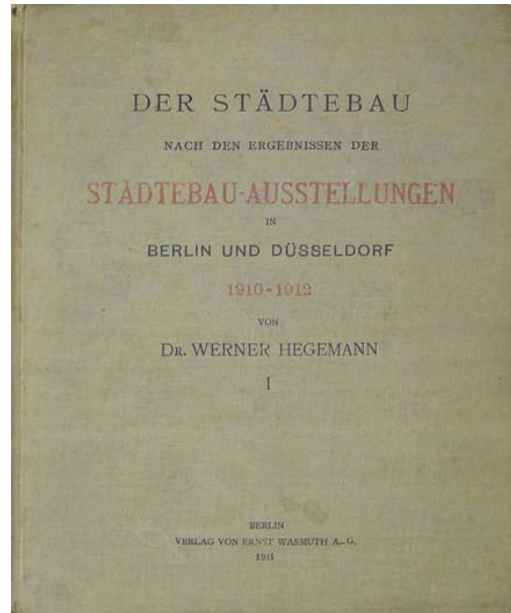 DER STÄDTEBAU
NACH DEN ERGEBNISSEN DER
STÄDTEBAU-AUSSTELLUNGEN
IN
BERLIN UND DÜSSELDORF
1910-1912
VON
DR. WERNER HEGEMANN
I
BERLIN
VERLAG VON ERNST WASMUTH A.-G.
1911